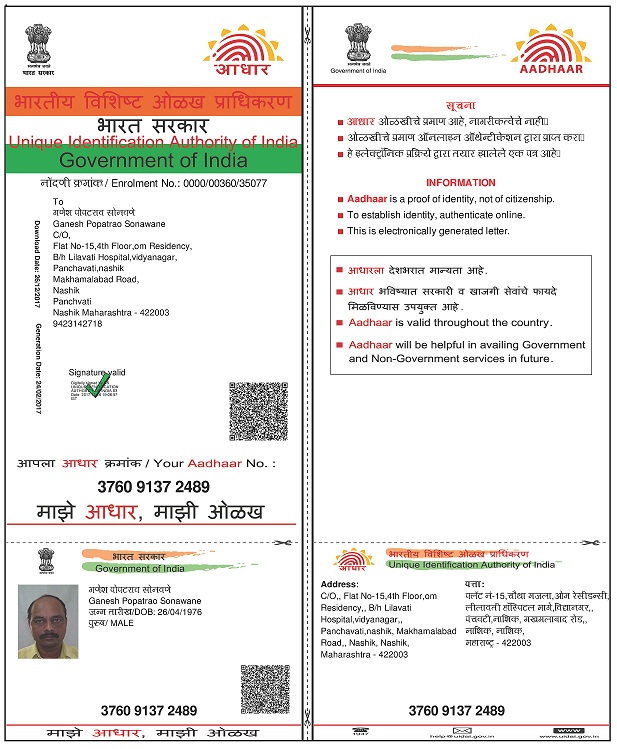 भारत सरकार
आधार
भारतीय विशिष्ट ओळख प्राधिकरण
भारत सरकार
Unique Identification Authority of India
Government of India
नोंदणी क्रमांक / Enrolment No.: 0000/00360/35077
To
गणेश पोपटराव सोनवणे
Ganesh Popatrao Sonawane
C/O,
Flat No-15,4th Floor,om Residency,
B/h Lilavati Hospital,vidyanagar,
Panchavati,nashik
Makhamalabad Road,
Nashik
Panchvati
Nashik Maharashtra - 422003
9423142718
Download Date: 26/12/2017
Generation Date: 24/02/2017
Signature valid
आपला आधार क्रमांक / Your Aadhaar No. :
3760 9137 2489
माझे आधार, माझी ओळख
भारत सरकार
Government of India
गणेश पोपटराव सोनवणे
Ganesh Popatrao Sonawane
जन्म तारीख/DOB: 26/04/1976
पुरुष/ MALE
3760 9137 2489
माझे आधार, माझी ओळख
Government of India
AADHAAR
सूचना
आधार ओळखीचे प्रमाण आहे, नागरीकत्वेचे नाही
ओळखीचे प्रमाण ऑनलाइन ऑथेन्टीकेशन द्वारा प्राप्त करा
हे इलेक्ट्रॉनिक प्रक्रिये द्वारा तयार झालेले एक पत्र आहे
INFORMATION
Aadhaar is a proof of identity, not of citizenship.
To establish identity, authenticate online.
This is electronically generated letter.
आधारला देशभरात मान्यता आहे .
आधार भविष्यात सरकारी व खाजगी सेवांचे फायदे
मिळविण्यास उपयुक्त आहे .
Aadhaar is valid throughout the country.
Aadhaar will be helpful in availing Government
and Non-Government services in future.
आधार
भारतीय विशिष्ट ओळख प्राधिकरण
Unique Identification Authority of India
Address:
C/O,, Flat No-15,4th Floor,om
Residency,, B/h Lilavati
Hospital,vidyanagar,,
Panchavati,nashik, Makhamalabad
Road,, Nashik, Nashik,
Maharashtra - 422003
पत्ता:
फ्लॅट नं-15,चौथा मजला,ओम रेसीडन्सी,
लीलावती हॉस्पिटल मागे,विद्यानगर,,
पंचवटी,नाशिक, मखमलाबाद रोड,,
नाशिक, नाशिक,
महाराष्ट्र - 422003
3760 9137 2489
1947
help@uidai.gov.in
www
www.uidai.gov.in